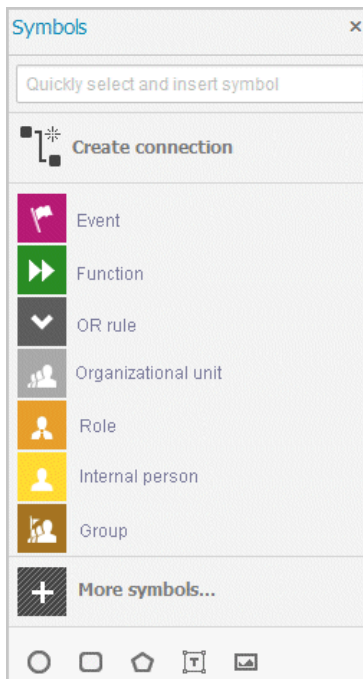 Symbols
Quickly select and insert symbol
Create connection
Event
Function
OR rule
Organizational unit
Role
Internal person
Group
More symbols...
T